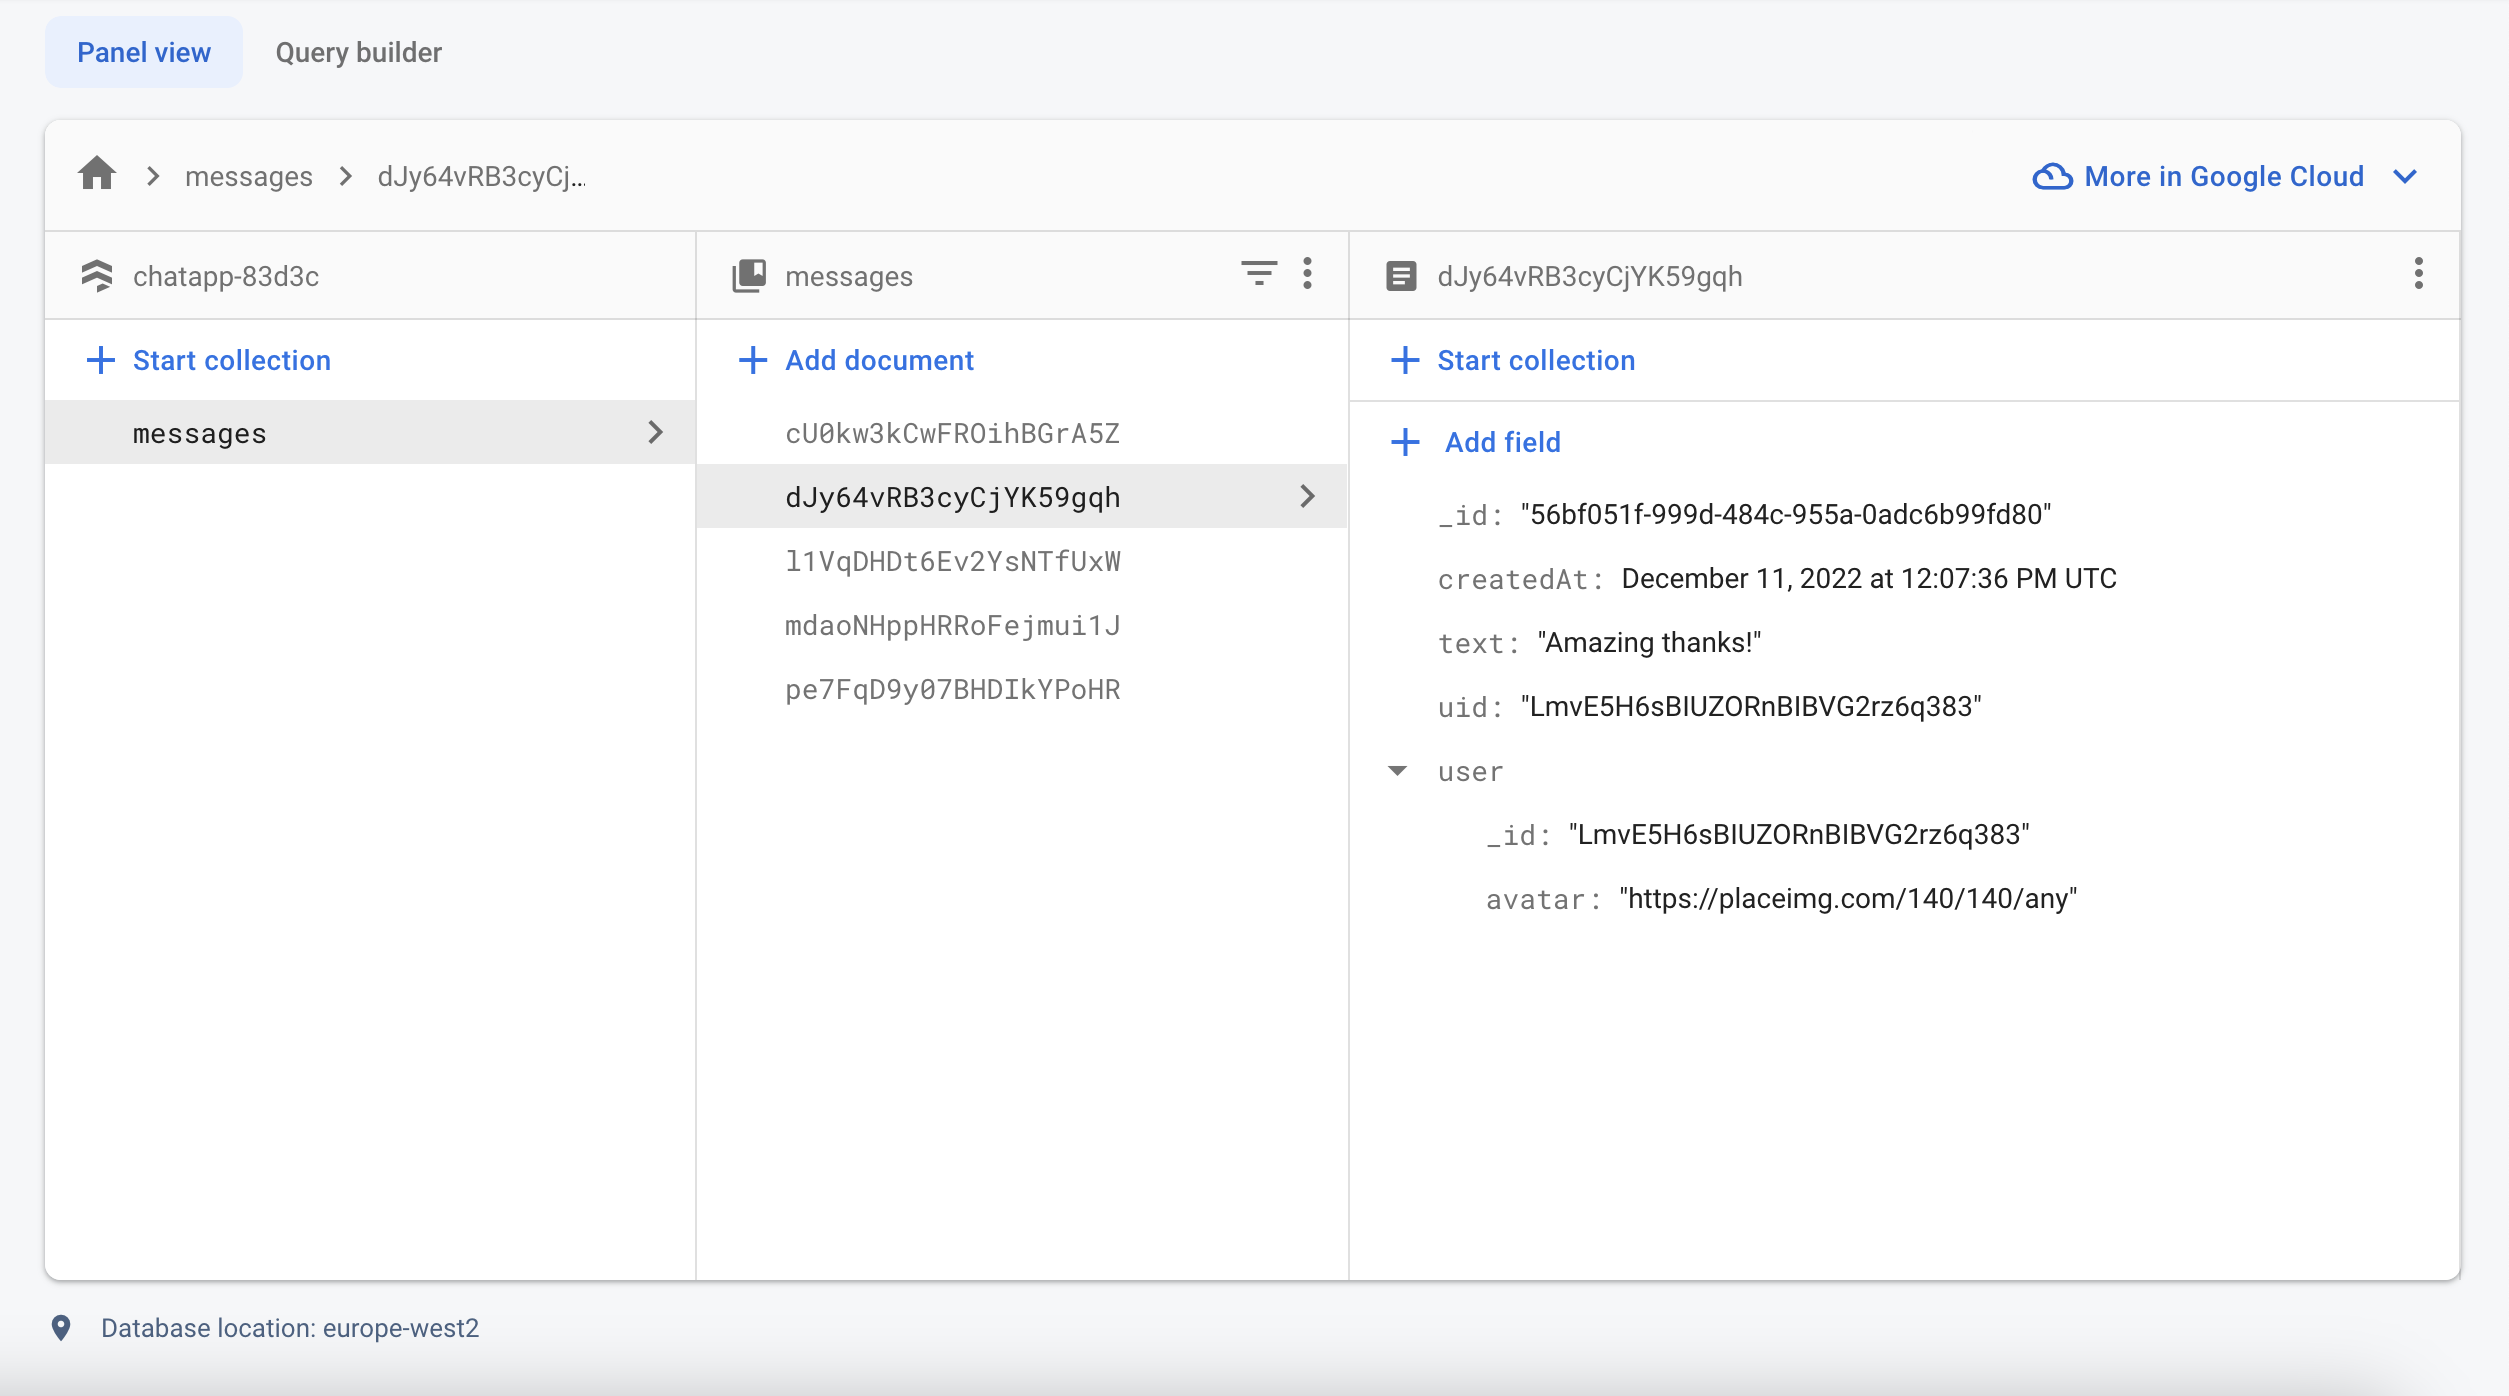 Panel view
Query builder
messages
dJy64vRB3cyCj...
More in Google Cloud
chatapp-83d3c
Start collection
messages
messages
Add document
cU0kw3kCwFROihBGrA5Z
dJy64vRB3cyCjYK59gqh
l1VqDHDt6Ev2YsNTfUxW
mdaoNHppHRRoFejmui1J
pe7FqD9y07BHDIkYPoHR
dJy64vRB3cyCjYK59gqh
Start collection
Add field
_id: "56bf051f-999d-484c-955a-0adc6b99fd80"
createdAt: December 11, 2022 at 12:07:36 PM UTC
text: "Amazing thanks!"
uid: "LmvE5H6sBIUZORnBIBVG2rz6q383"
user
_id: "LmvE5H6sBIUZORnBIBVG2rz6q383"
avatar: "https://placeimg.com/140/140/any"
Database location: europe-west2